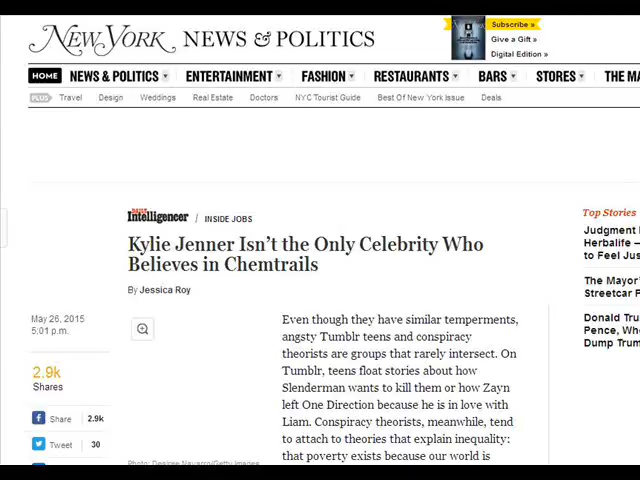 NEW YORK NEWS & POLITICS
Subscribe »
Give a Gift »
Digital Edition »
HOME NEWS & POLITICS ENTERTAINMENT FASHION RESTAURANTS BARS STORES THE MA
PLUS Travel Design Weddings Real Estate Doctors NYC Tourist Guide Best Of New York Issue Deals
DAILY Intelligencer / INSIDE JOBS
Kylie Jenner Isn't the Only Celebrity Who
Believes in Chemtrails
By Jessica Roy
May 26, 2015
5:01 p.m.
2.9k
Shares
Share 2.9k
Tweet 30
Photo: Desiree Navarro/Getty Images
Even though they have similar temperments,
angsty Tumblr teens and conspiracy
theorists are groups that rarely intersect. On
Tumblr, teens float stories about how
Slenderman wants to kill them or how Zayn
left One Direction because he is in love with
Liam. Conspiracy theorists, meanwhile, tend
to attach to theories that explain inequality:
that poverty exists because our world is
Top Stories
Judgment
Herbalife —
to Feel Jus
The Mayor'
Streetcar P
Donald Tru
Pence, Wh
Dump Trum